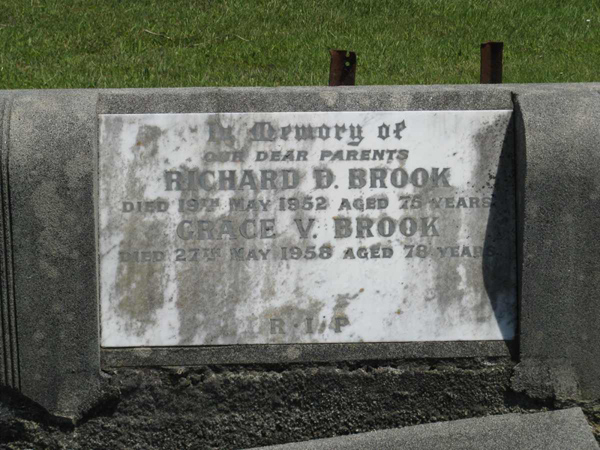 In Memory of
OUR DEAR PARENTS
RICHARD D. BROOK
DIED 19TH MAY 1952 AGED 75 YEARS
GRACE V. BROOK
DIED 27TH MAY 1958 AGED 78 YEARS
R·I·P